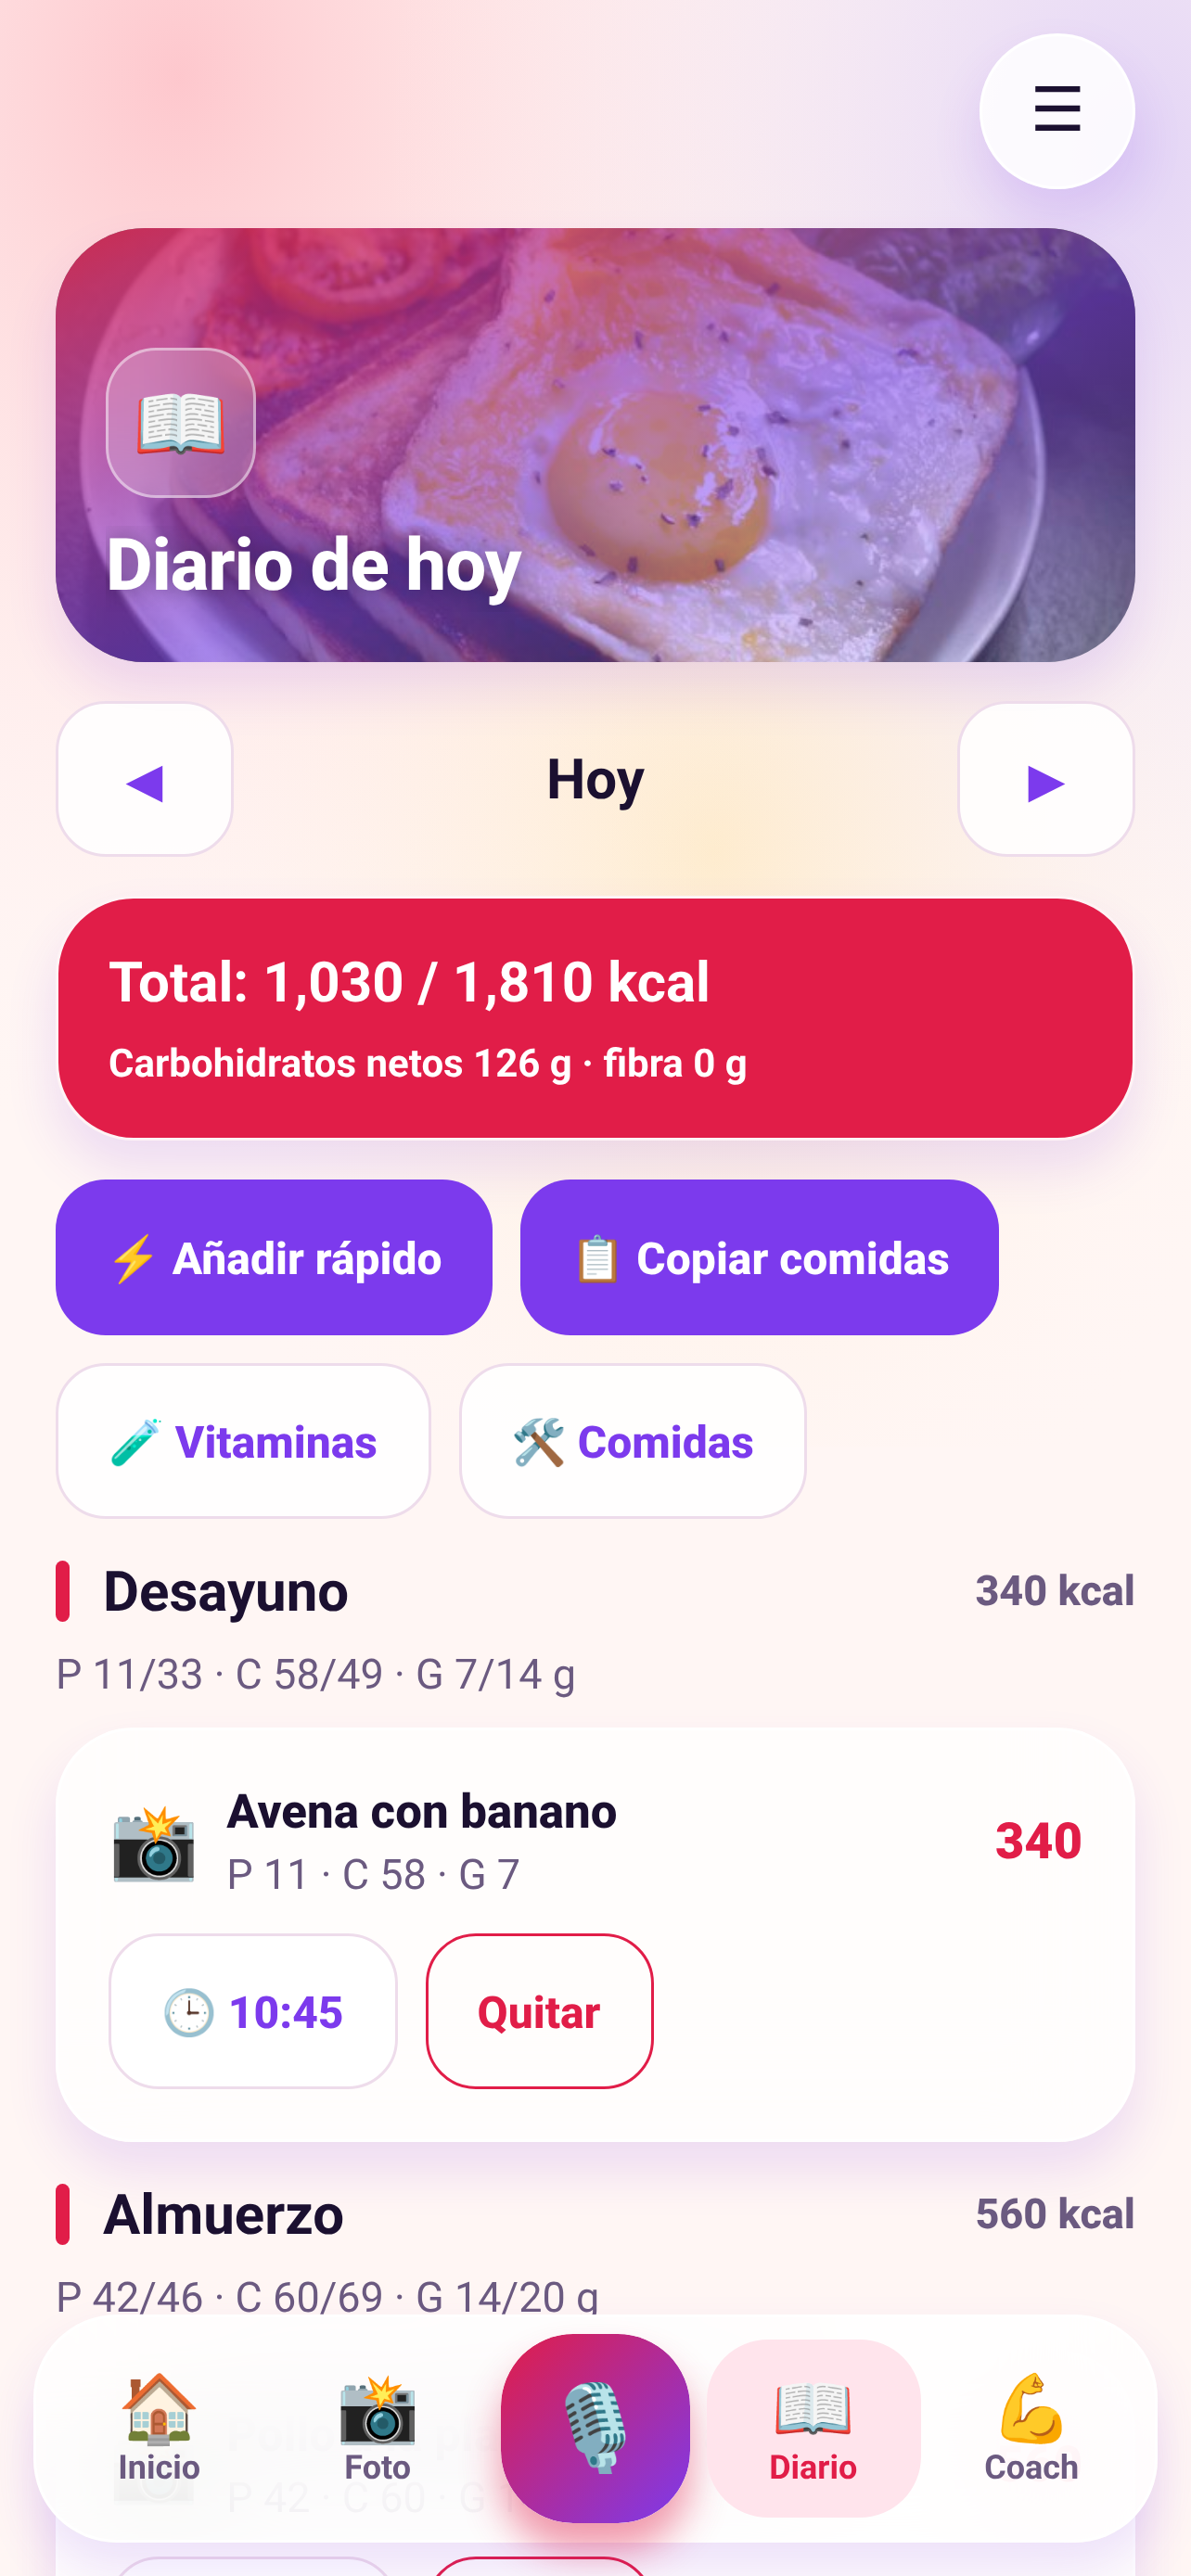 Diario de hoy
Hoy
Total: 1,030 / 1,810 kcal
Carbohidratos netos 126 g · fibra 0 g
Añadir rápido
Copiar comidas
Vitaminas
Comidas
Desayuno
340 kcal
P 11/33 · C 58/49 · G 7/14 g
Avena con banano
340
P 11 · C 58 · G 7
10:45
Quitar
Almuerzo
560 kcal
P 42/46 · C 60/69 · G 14/20 g
P 42 · C 60 · G
Inicio
Foto
Diario
Coach